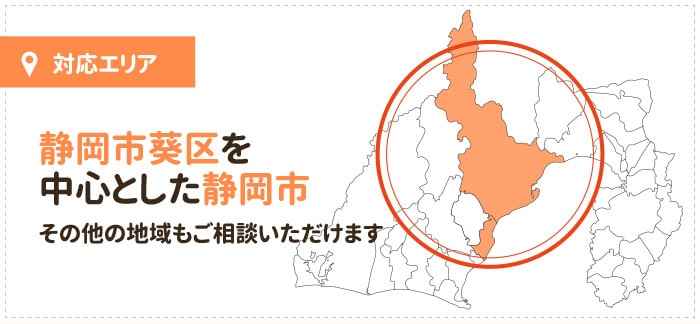 対応エリア
静岡市葵区を
中心とした静岡市
その他の地域もご相談いただけます